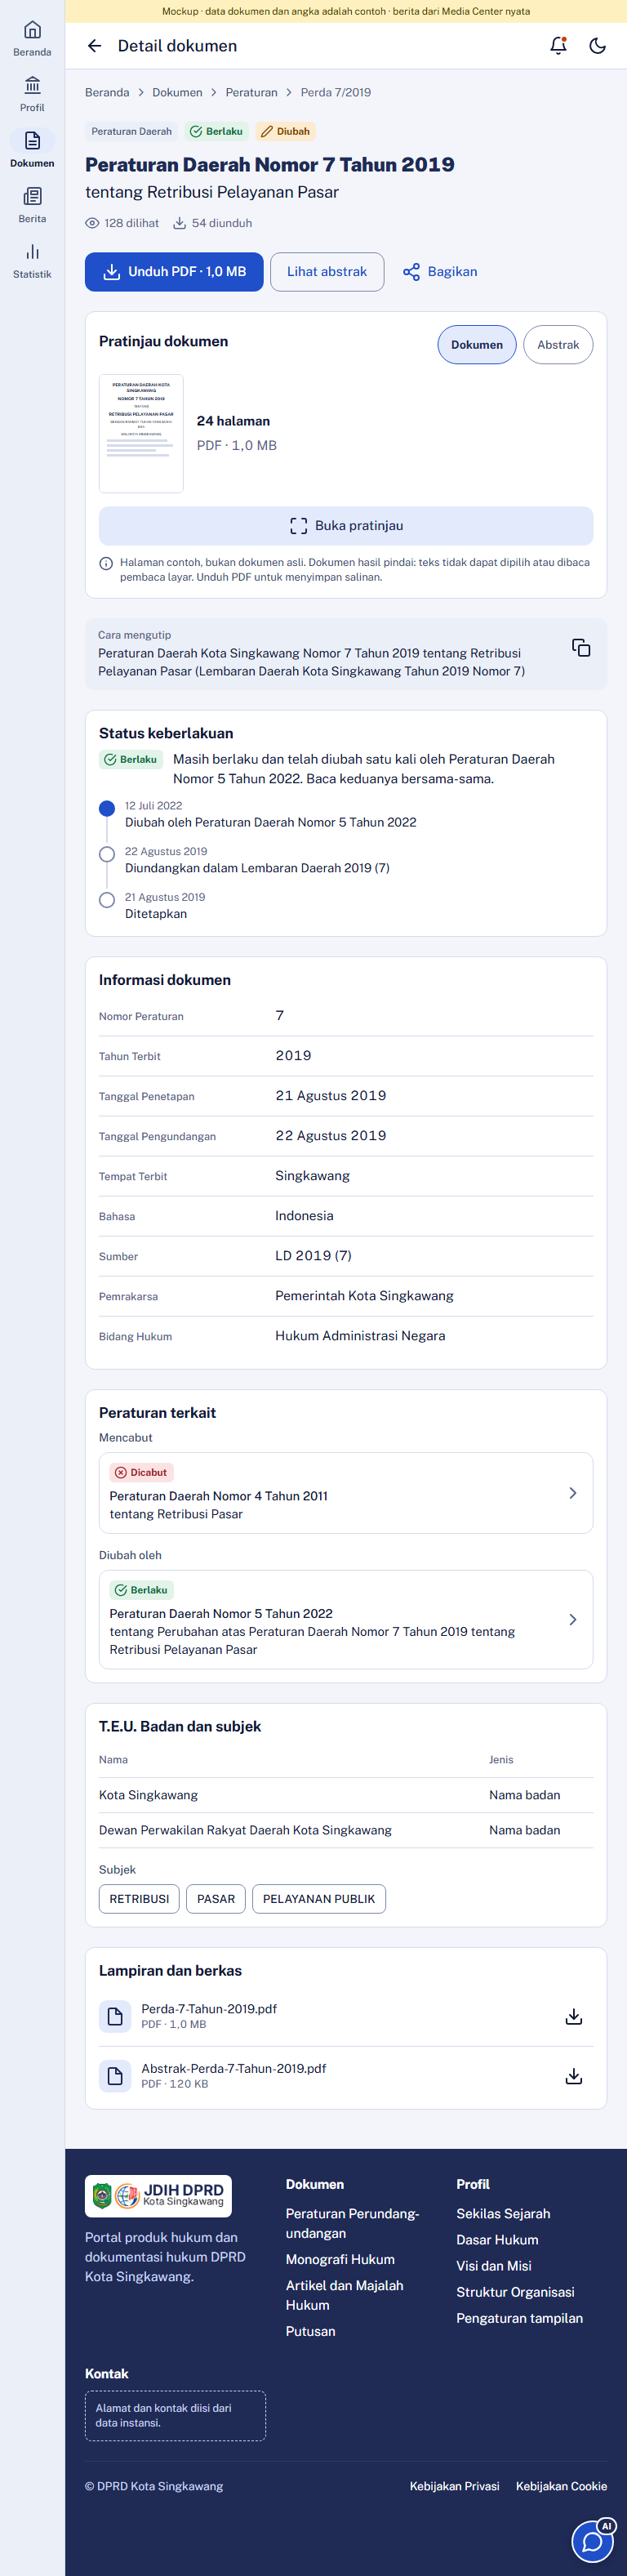 Mockup · data dokumen dan angka adalah contoh · berita dari Media Center nyata
Beranda
Profil
Dokumen
Berita
Statistik
Detail dokumen
Beranda > Dokumen > Peraturan > Perda 7/2019
Peraturan Daerah Berlaku Diubah
Peraturan Daerah Nomor 7 Tahun 2019
tentang Retribusi Pelayanan Pasar
128 dilihat 54 diunduh
Unduh PDF · 1,0 MB Lihat abstrak Bagikan
Pratinjau dokumen
Dokumen Abstrak
PERATURAN DAERAH KOTA
SINGKAWANG
NOMOR 7 TAHUN 2019
TENTANG
RETRIBUSI PELAYANAN PASAR
24 halaman
PDF · 1,0 MB
Buka pratinjau
Halaman contoh, bukan dokumen asli. Dokumen hasil pindai: teks tidak dapat dipilih atau dibaca
pembaca layar. Unduh PDF untuk menyimpan salinan.
Cara mengutip
Peraturan Daerah Kota Singkawang Nomor 7 Tahun 2019 tentang Retribusi
Pelayanan Pasar (Lembaran Daerah Kota Singkawang Tahun 2019 Nomor 7)
Status keberlakuan
Berlaku
Masih berlaku dan telah diubah satu kali oleh Peraturan Daerah
Nomor 5 Tahun 2022. Baca keduanya bersama-sama.
12 Juli 2022
Diubah oleh Peraturan Daerah Nomor 5 Tahun 2022
22 Agustus 2019
Diundangkan dalam Lembaran Daerah 2019 (7)
21 Agustus 2019
Ditetapkan
Informasi dokumen
Nomor Peraturan 7
Tahun Terbit 2019
Tanggal Penetapan 21 Agustus 2019
Tanggal Pengundangan 22 Agustus 2019
Tempat Terbit Singkawang
Bahasa Indonesia
Sumber LD 2019 (7)
Pemrakarsa Pemerintah Kota Singkawang
Bidang Hukum Hukum Administrasi Negara
Peraturan terkait
Mencabut
Dicabut
Peraturan Daerah Nomor 4 Tahun 2011
tentang Retribusi Pasar
Diubah oleh
Berlaku
Peraturan Daerah Nomor 5 Tahun 2022
tentang Perubahan atas Peraturan Daerah Nomor 7 Tahun 2019 tentang
Retribusi Pelayanan Pasar
T.E.U. Badan dan subjek
Nama Jenis
Kota Singkawang Nama badan
Dewan Perwakilan Rakyat Daerah Kota Singkawang Nama badan
Subjek
RETRIBUSI PASAR PELAYANAN PUBLIK
Lampiran dan berkas
Perda-7-Tahun-2019.pdf
PDF · 1,0 MB
Abstrak-Perda-7-Tahun-2019.pdf
PDF · 120 KB
JDIH DPRD
Kota Singkawang
Portal produk hukum dan
dokumentasi hukum DPRD
Kota Singkawang.
Dokumen
Peraturan Perundang-
undangan
Monografi Hukum
Artikel dan Majalah
Hukum
Putusan
Profil
Sekilas Sejarah
Dasar Hukum
Visi dan Misi
Struktur Organisasi
Pengaturan tampilan
Kontak
Alamat dan kontak diisi dari
data instansi.
© DPRD Kota Singkawang Kebijakan Privasi Kebijakan Cookie
AI